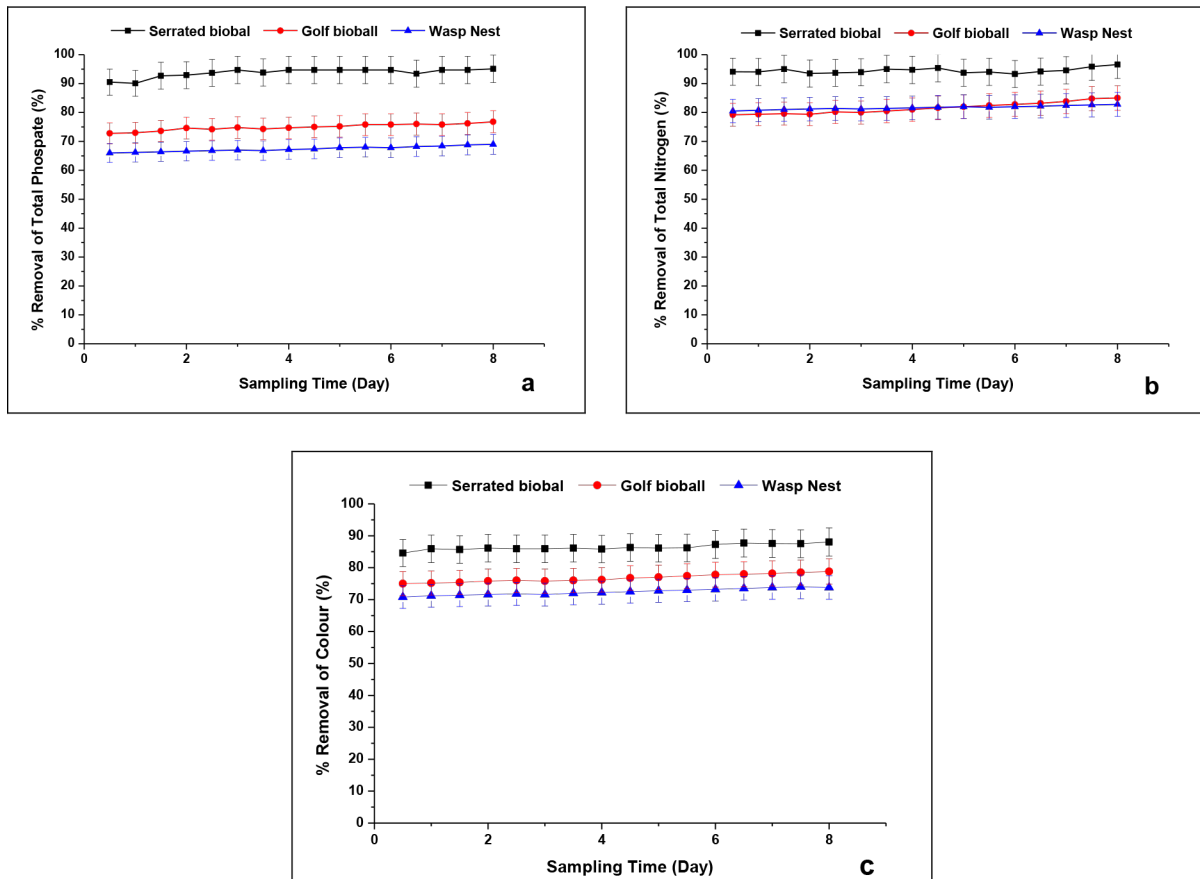 Serrated biobal Golf bioball Wasp Nest
100
90
80
70
60
50
40
30
20
10
0
% Removal of Total Phospate (%)
0 2 4 6 8
Sampling Time (Day)
a
Serrated biobal Golf bioball Wasp Nest
100
90
80
70
60
50
40
30
20
10
0
% Removal of Total Nitrogen (%)
0 2 4 6 8
Sampling Time (Day)
b
Serrated biobal Golf bioball Wasp Nest
100
90
80
70
60
50
40
30
20
10
0
% Removal of Colour (%)
0 2 4 6 8
Sampling Time (Day)
c